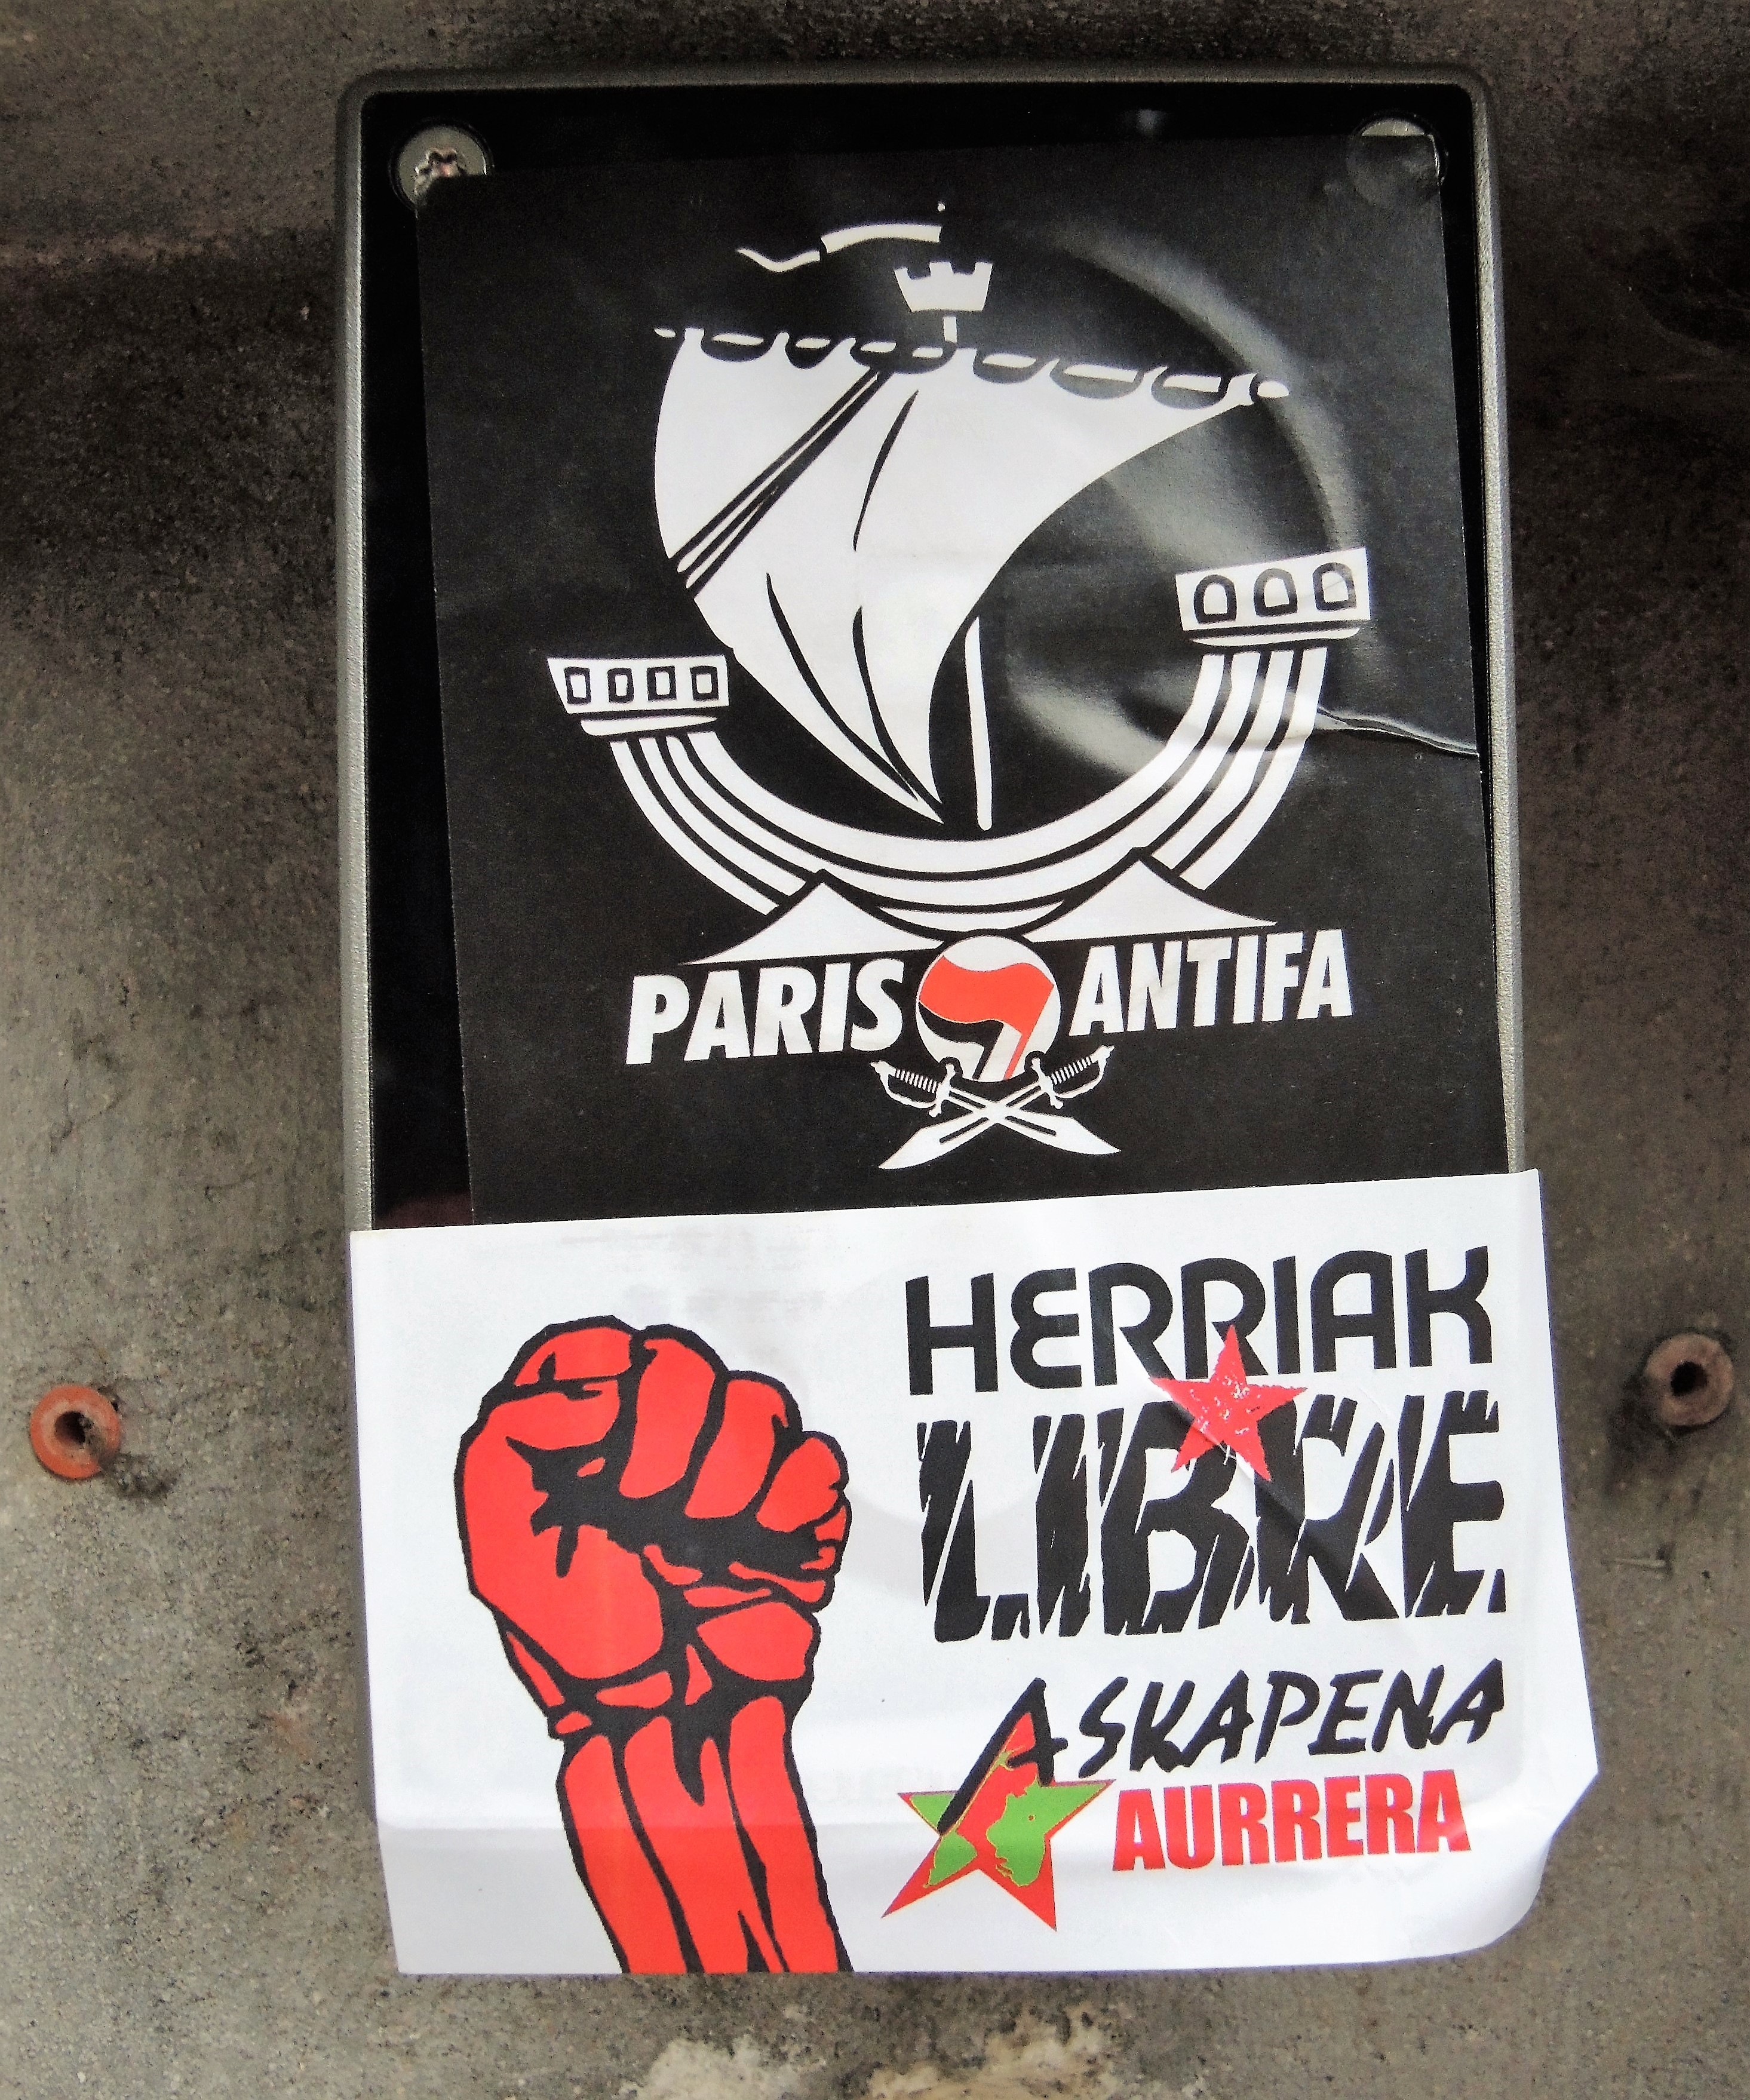 PARIS ANTIFA
HERRIAK
LIBRE
ASKAPENA
AURRERA